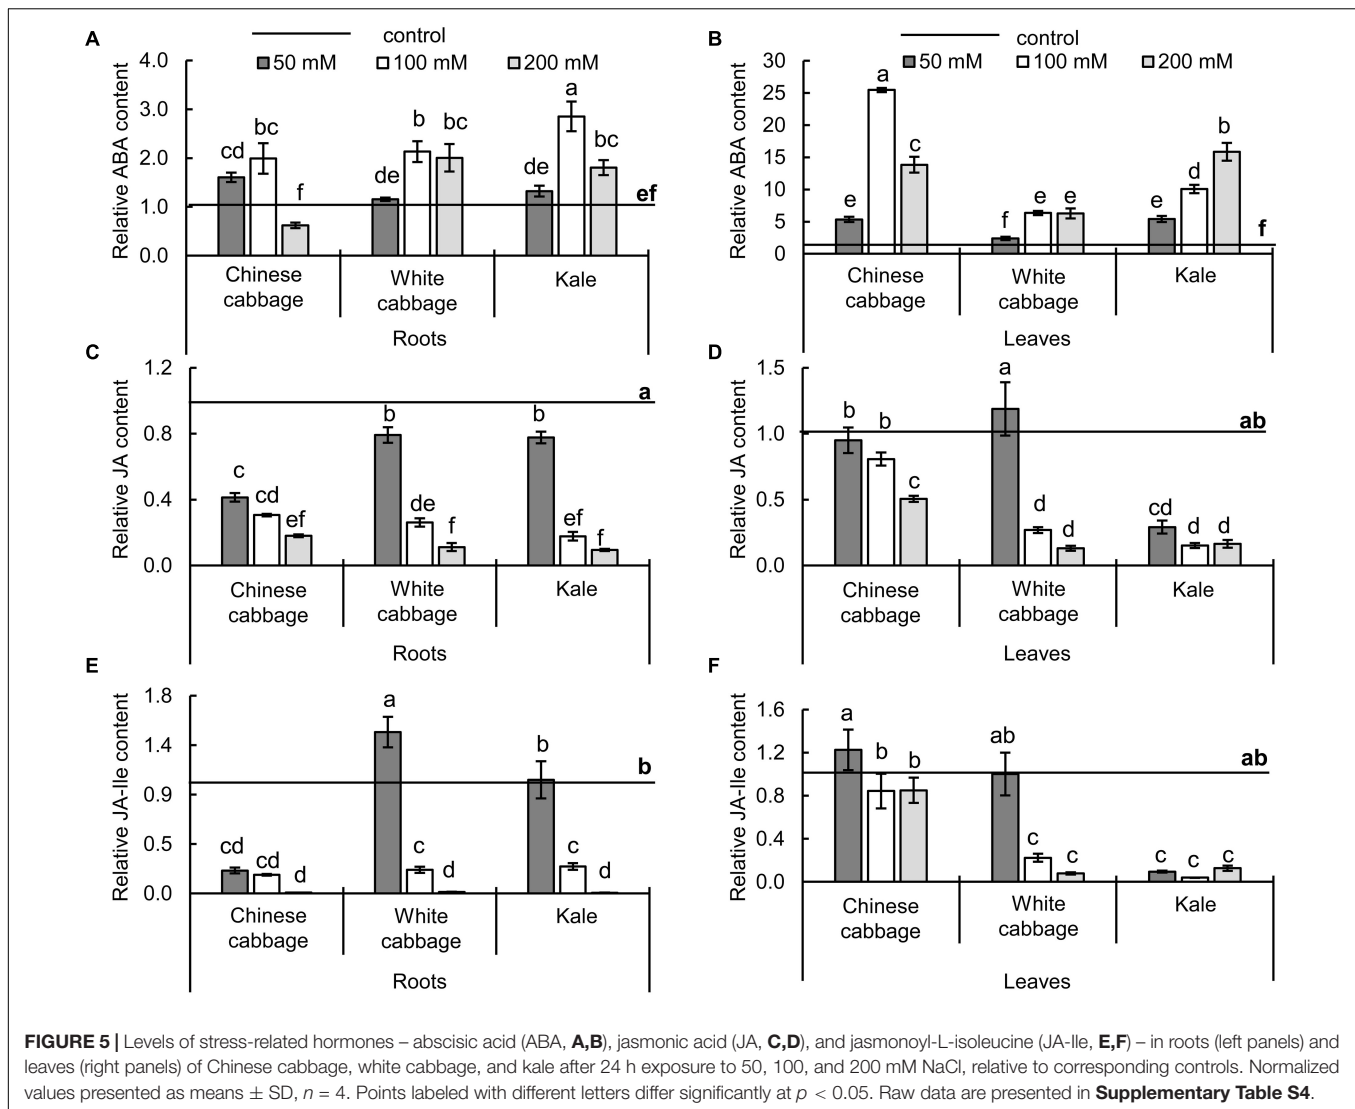 A
control
50 mM 100 mM 200 mM
Relative ABA content
4.0
3.0
2.0
1.0
0.0
cd bc f
de b bc
de a bc
ef
Chinese cabbage
White cabbage
Kale
Roots
B
control
50 mM 100 mM 200 mM
Relative ABA content
30
25
20
15
10
5
0
e a c
f e e
e d b
f
Chinese cabbage
White cabbage
Kale
Leaves
C
Relative JA content
1.2
0.8
0.4
0.0
c cd ef
b de f
b ef f
a
Chinese cabbage
White cabbage
Kale
Roots
D
Relative JA content
1.5
1.0
0.5
0.0
b b c
a d d
cd d d
ab
Chinese cabbage
White cabbage
Kale
Leaves
E
Relative JA-Ile content
1.8
1.4
0.9
0.5
0.0
cd cd d
a c d
b c d
b
Chinese cabbage
White cabbage
Kale
Roots
F
Relative JA-Ile content
1.6
1.2
0.8
0.4
0.0
a b b
ab c c
c c c
ab
Chinese cabbage
White cabbage
Kale
Leaves
FIGURE 5 | Levels of stress-related hormones – abscisic acid (ABA, A,B), jasmonic acid (JA, C,D), and jasmonoyl-L-isoleucine (JA-Ile, E,F) – in roots (left panels) and
leaves (right panels) of Chinese cabbage, white cabbage, and kale after 24 h exposure to 50, 100, and 200 mM NaCl, relative to corresponding controls. Normalized
values presented as means ± SD, n = 4. Points labeled with different letters differ significantly at p < 0.05. Raw data are presented in Supplementary Table S4.